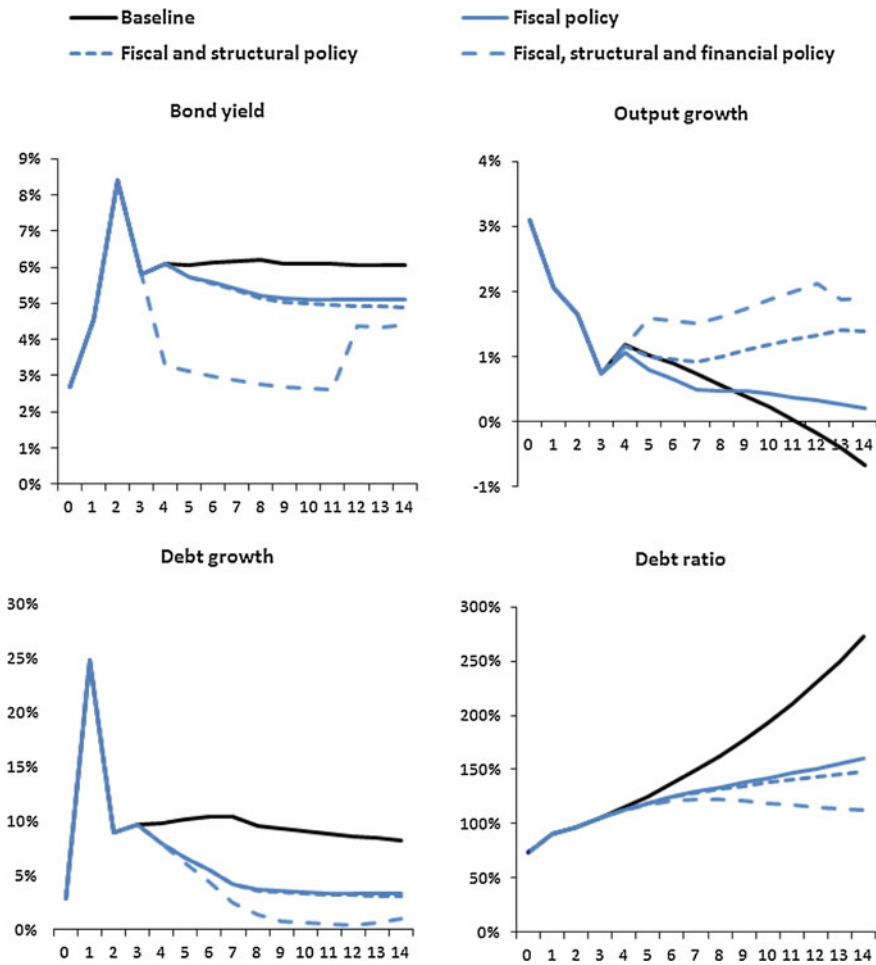 Baseline
Fiscal policy
Fiscal and structural policy
Fiscal, structural and financial policy
Bond yield
9%
8%
7%
6%
5%
4%
3%
2%
1%
0%
0 1 2 3 4 5 6 7 8 9 10 11 12 13 14
Output growth
4%
3%
2%
1%
0%
-1%
0 1 2 3 4 5 6 7 8 9 10 11 12 13 14
Debt growth
30%
25%
20%
15%
10%
5%
0%
0 1 2 3 4 5 6 7 8 9 10 11 12 13 14
Debt ratio
300%
250%
200%
150%
100%
50%
0%
0 1 2 3 4 5 6 7 8 9 10 11 12 13 14